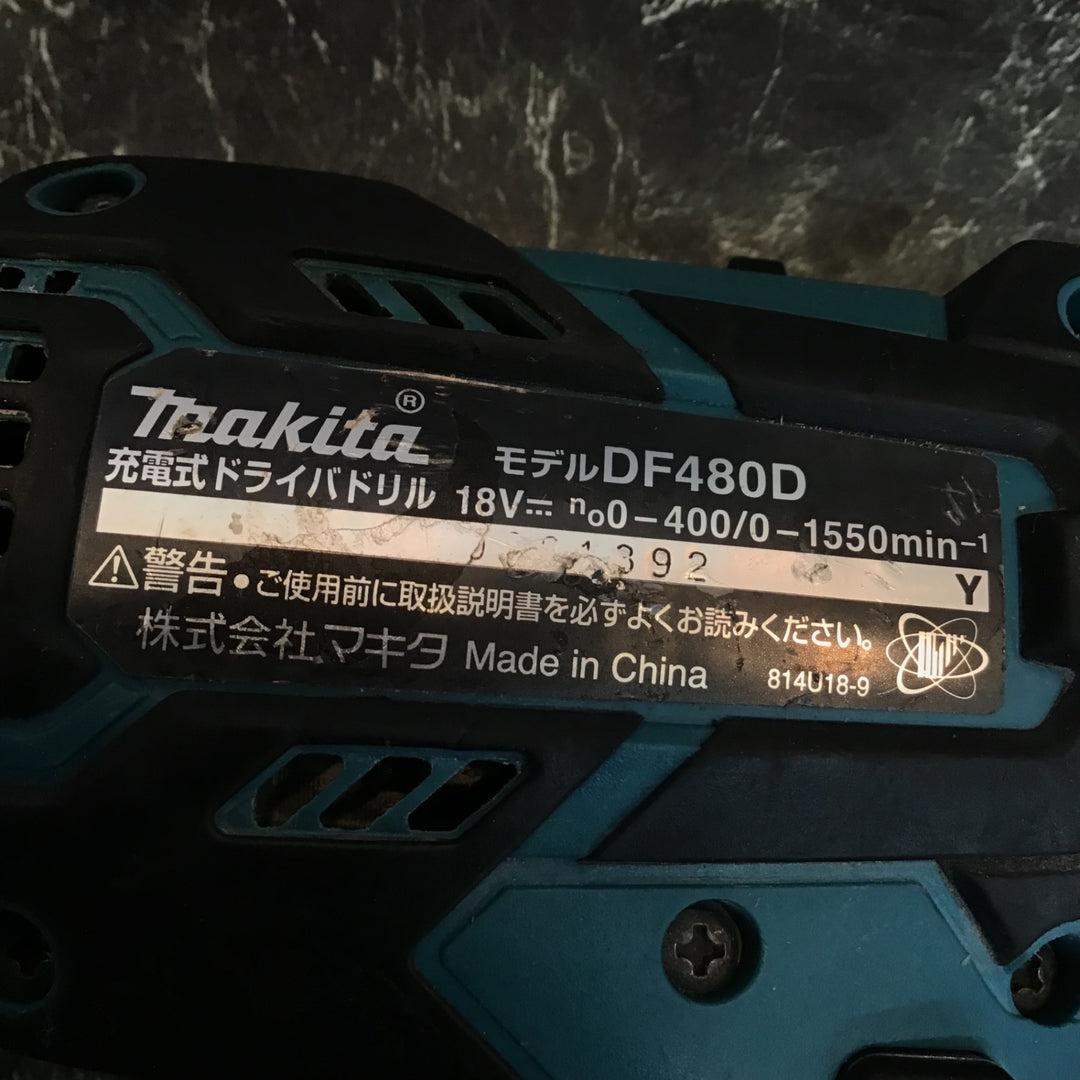 makita®
モデルDF480D
充電式ドライバドリル 18V⎓ n₀0-400/0-1550min⁻¹
1392
Y
⚠警告・ご使用前に取扱説明書を必ずよくお読みください。
株式会社マキタ Made in China
814U18-9